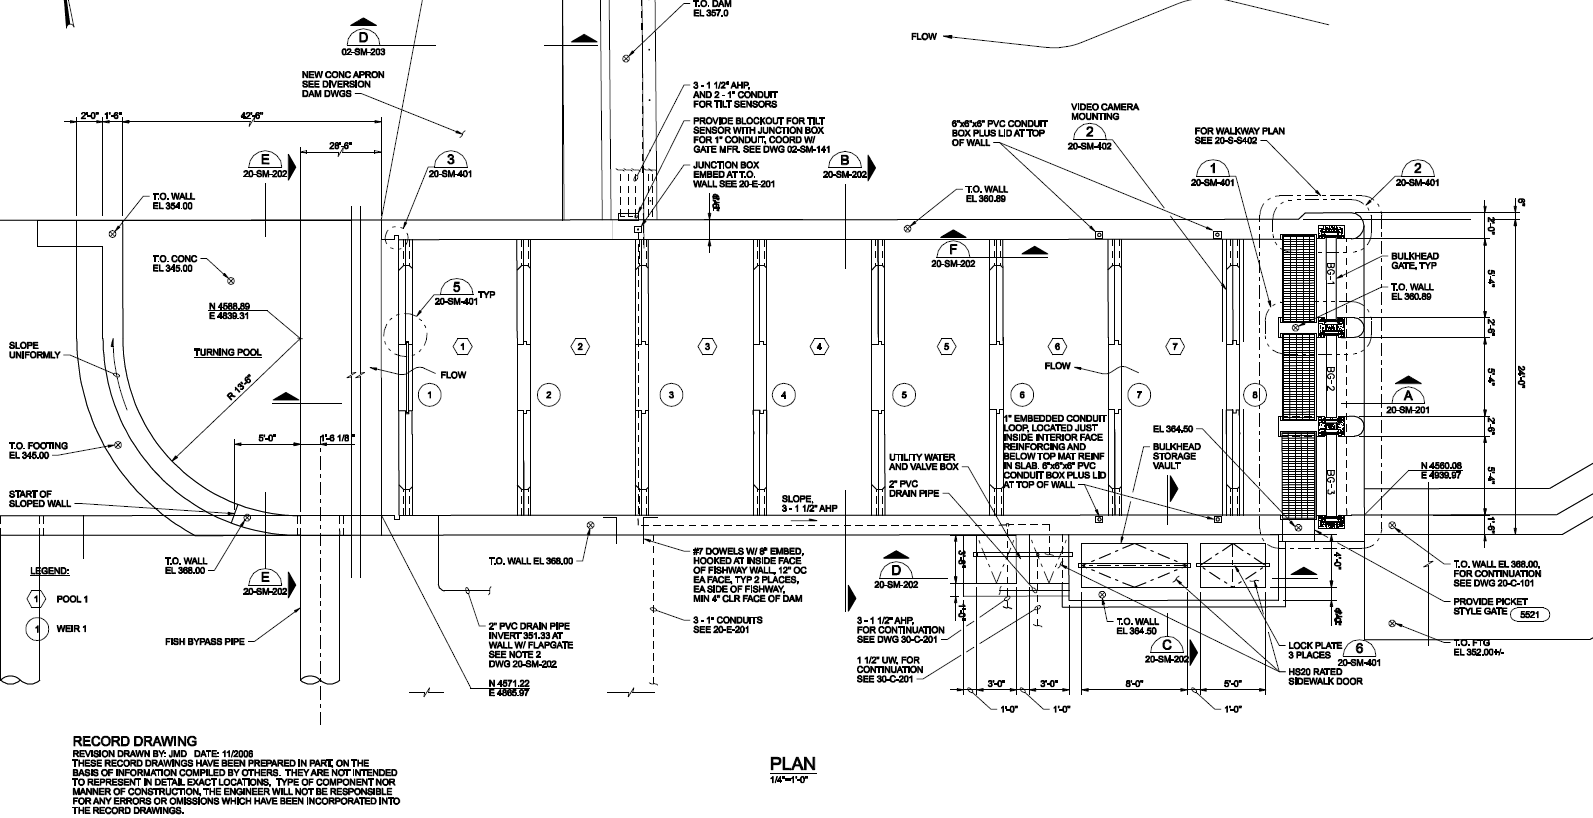 T.O. DAM
EL 357.0
FLOW
D
02-SM-203
NEW CONC APRON
SEE DIVERSION
DAM DWGS
3 - 1 1/2" AHP,
AND 2 - 1" CONDUIT
FOR TILT SENSORS
PROVIDE BLOCKOUT FOR TILT
SENSOR WITH JUNCTION BOX
FOR 1" CONDUIT, COORD W/
GATE MFR. SEE DWG 02-SM-141
JUNCTION BOX
EMBED AT T.O.
WALL SEE 20-E-201
2'-0"
1'-6"
42'-6"
28'-6"
E
20-SM-202
3
20-SM-401
B
20-SM-202
6"x6"x6" PVC CONDUIT
BOX PLUS LID AT TOP
OF WALL
VIDEO CAMERA
MOUNTING
2
20-SM-402
FOR WALKWAY PLAN
SEE 20-S-S402
1
20-SM-401
2
20-SM-401
T.O. WALL
EL 354.00
T.O. WALL
EL 360.89
6"
2'-0"
T.O. CONC
EL 345.00
F
20-SM-202
BG-1
BULKHEAD
GATE, TYP
5'-4"
T.O. WALL
EL 360.89
5
20-SM-401
TYP
N 4588.89
E 4839.31
2'-6"
SLOPE
UNIFORMLY
TURNING POOL
1
2
3
4
5
6
7
FLOW
FLOW
R 13'-6"
BG-2
5'-4"
24'-0"
1
2
3
4
5
6
7
8
A
20-SM-201
2'-6"
T.O. FOOTING
EL 345.00
5'-0"
1'-6 1/8"
1" EMBEDDED CONDUIT
LOOP, LOCATED JUST
INSIDE INTERIOR FACE
REINFORCING AND
BELOW TOP MAT REINF
IN SLAB. 6"x6"x6" PVC
CONDUIT BOX PLUS LID
AT TOP OF WALL
EL 364.50
BULKHEAD
STORAGE
VAULT
UTILITY WATER
AND VALVE BOX
2" PVC
DRAIN PIPE
BG-3
5'-4"
N 4560.08
E 4939.97
START OF
SLOPED WALL
SLOPE,
3 - 1 1/2" AHP
1'-6"
T.O. WALL
EL 368.00
E
20-SM-202
T.O. WALL EL 368.00
#7 DOWELS W/ 8" EMBED,
HOOKED AT INSIDE FACE
OF FISHWAY WALL, 12" OC
EA FACE, TYP 2 PLACES,
EA SIDE OF FISHWAY,
MIN 4" CLR FACE OF DAM
D
20-SM-202
3'-6"
1'-0"
4'-0"
T.O. WALL EL 368.00,
FOR CONTINUATION
SEE DWG 20-C-101
LEGEND:
1 POOL 1
1 WEIR 1
PROVIDE PICKET
STYLE GATE 5521
FISH BYPASS PIPE
2" PVC DRAIN PIPE
INVERT 351.33 AT
WALL W/ FLAPGATE
SEE NOTE 2
DWG 20-SM-202
3 - 1" CONDUITS
SEE 20-E-201
3 - 1 1/2" AHP,
FOR CONTINUATION
SEE DWG 30-C-201
1 1/2" UW, FOR
CONTINUATION
SEE 30-C-201
T.O. WALL
EL 364.50
C
20-SM-202
LOCK PLATE
3 PLACES
6
20-SM-401
T.O. FTG
EL 352.00+/-
HS20 RATED
SIDEWALK DOOR
N 4571.22
E 4865.97
3'-0"
3'-0"
8'-0"
5'-0"
1'-0"
1'-0"
1'-0"
RECORD DRAWING
REVISION DRAWN BY: JMD DATE: 11/2006
THESE RECORD DRAWINGS HAVE BEEN PREPARED IN PART, ON THE
BASIS OF INFORMATION COMPILED BY OTHERS. THEY ARE NOT INTENDED
TO REPRESENT IN DETAIL EXACT LOCATIONS, TYPE OF COMPONENT NOR
MANNER OF CONSTRUCTION, THE ENGINEER WILL NOT BE RESPONSIBLE
FOR ANY ERRORS OR OMISSIONS WHICH HAVE BEEN INCORPORATED INTO
THE RECORD DRAWINGS.
PLAN
1/4"=1'-0"